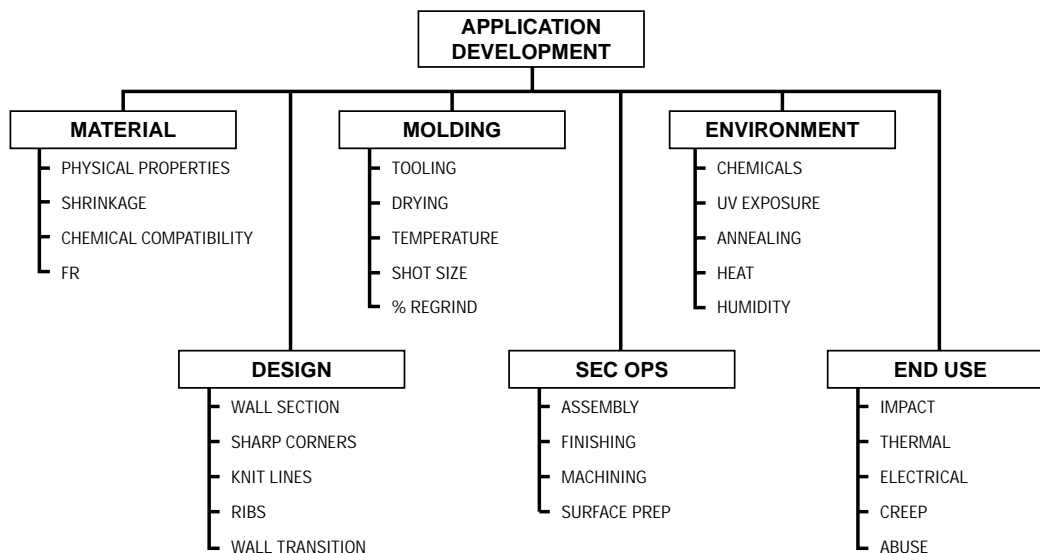 APPLICATION
DEVELOPMENT
MATERIAL
PHYSICAL PROPERTIES
SHRINKAGE
CHEMICAL COMPATIBILITY
FR
MOLDING
TOOLING
DRYING
TEMPERATURE
SHOT SIZE
% REGRIND
ENVIRONMENT
CHEMICALS
UV EXPOSURE
ANNEALING
HEAT
HUMIDITY
DESIGN
WALL SECTION
SHARP CORNERS
KNIT LINES
RIBS
WALL TRANSITION
SEC OPS
ASSEMBLY
FINISHING
MACHINING
SURFACE PREP
END USE
IMPACT
THERMAL
ELECTRICAL
CREEP
ABUSE